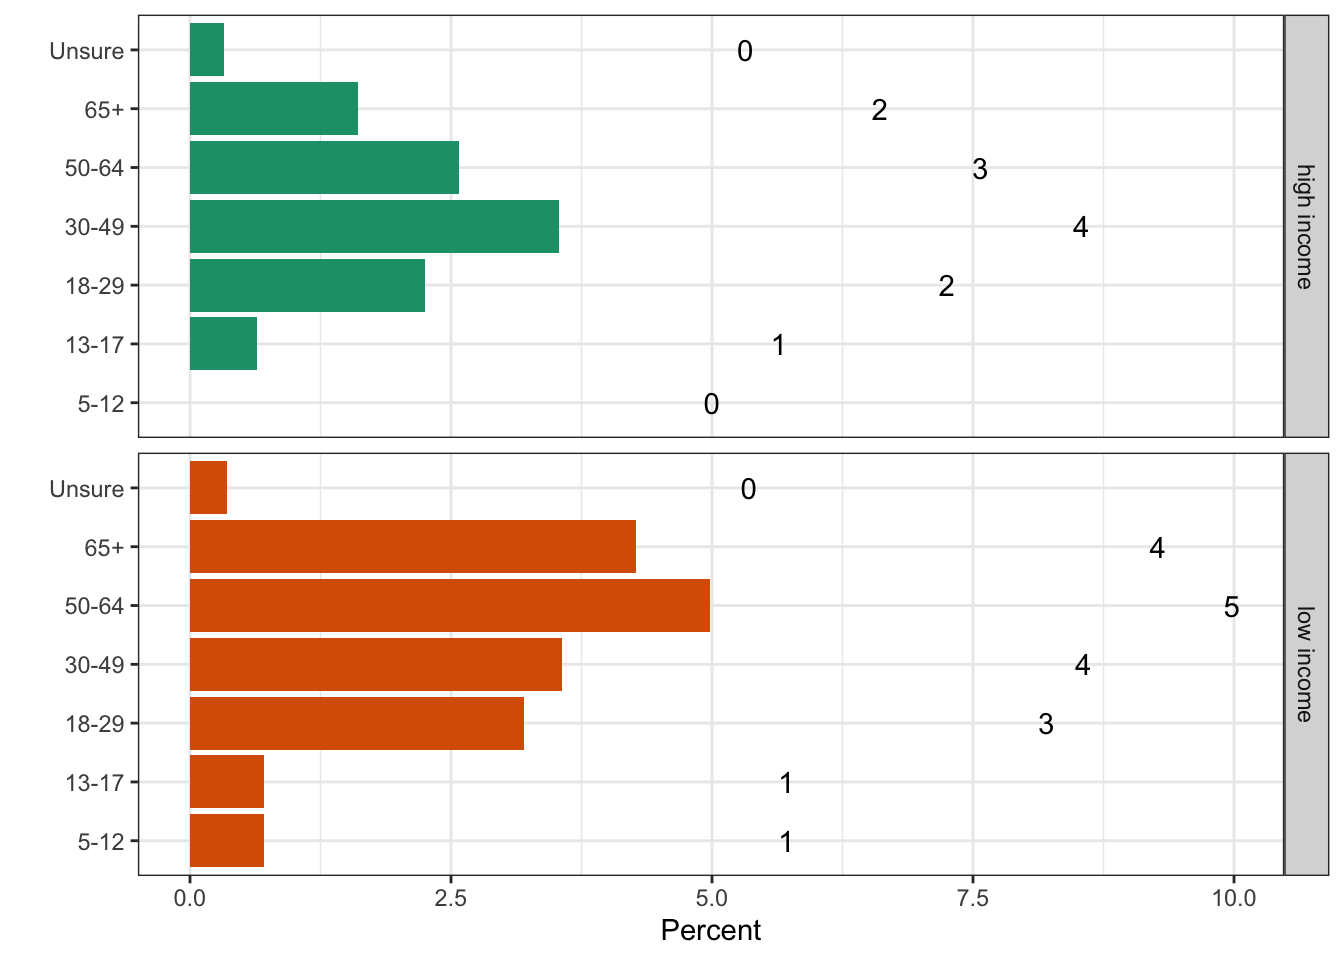 Unsure 0
65+ 2
50-64 3
30-49 4
18-29 2
13-17 1
5-12 0
high income
Unsure 0
65+ 4
50-64 5
30-49 4
18-29 3
13-17 1
5-12 1
low income
0.0 2.5 5.0 7.5 10.0
Percent